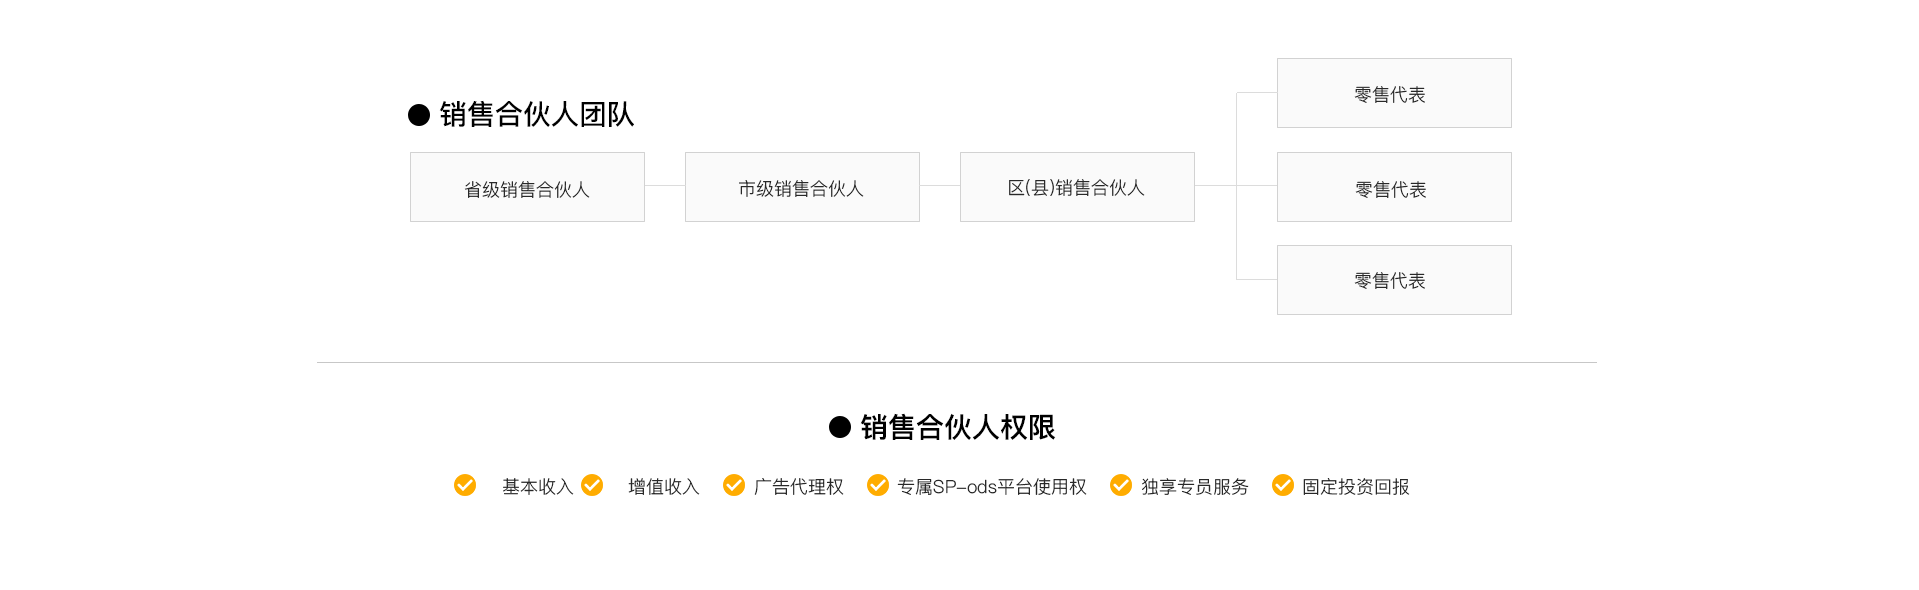 销售合伙人团队
省级销售合伙人
市级销售合伙人
区(县)销售合伙人
零售代表
零售代表
零售代表
销售合伙人权限
基本收入
增值收入
广告代理权
专属SP-ods平台使用权
独享专员服务
固定投资回报